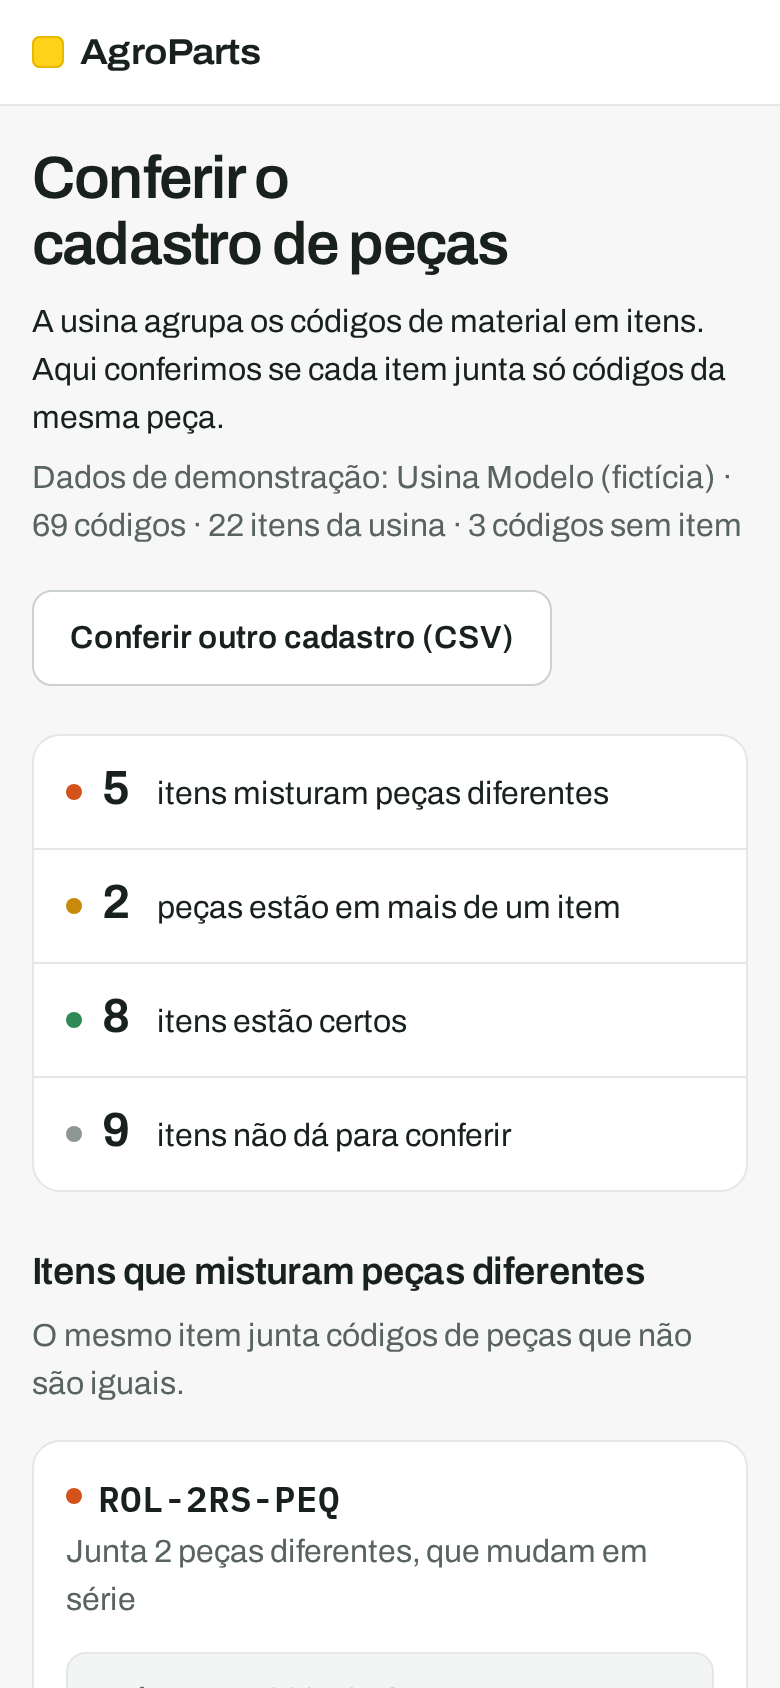 AgroParts
Conferir o
cadastro de peças
A usina agrupa os códigos de material em itens.
Aqui conferimos se cada item junta só códigos da
mesma peça.
Dados de demonstração: Usina Modelo (fictícia) ·
69 códigos · 22 itens da usina · 3 códigos sem item
Conferir outro cadastro (CSV)
5 itens misturam peças diferentes
2 peças estão em mais de um item
8 itens estão certos
9 itens não dá para conferir
Itens que misturam peças diferentes
O mesmo item junta códigos de peças que não
são iguais.
ROL-2RS-PEQ
Junta 2 peças diferentes, que mudam em
série